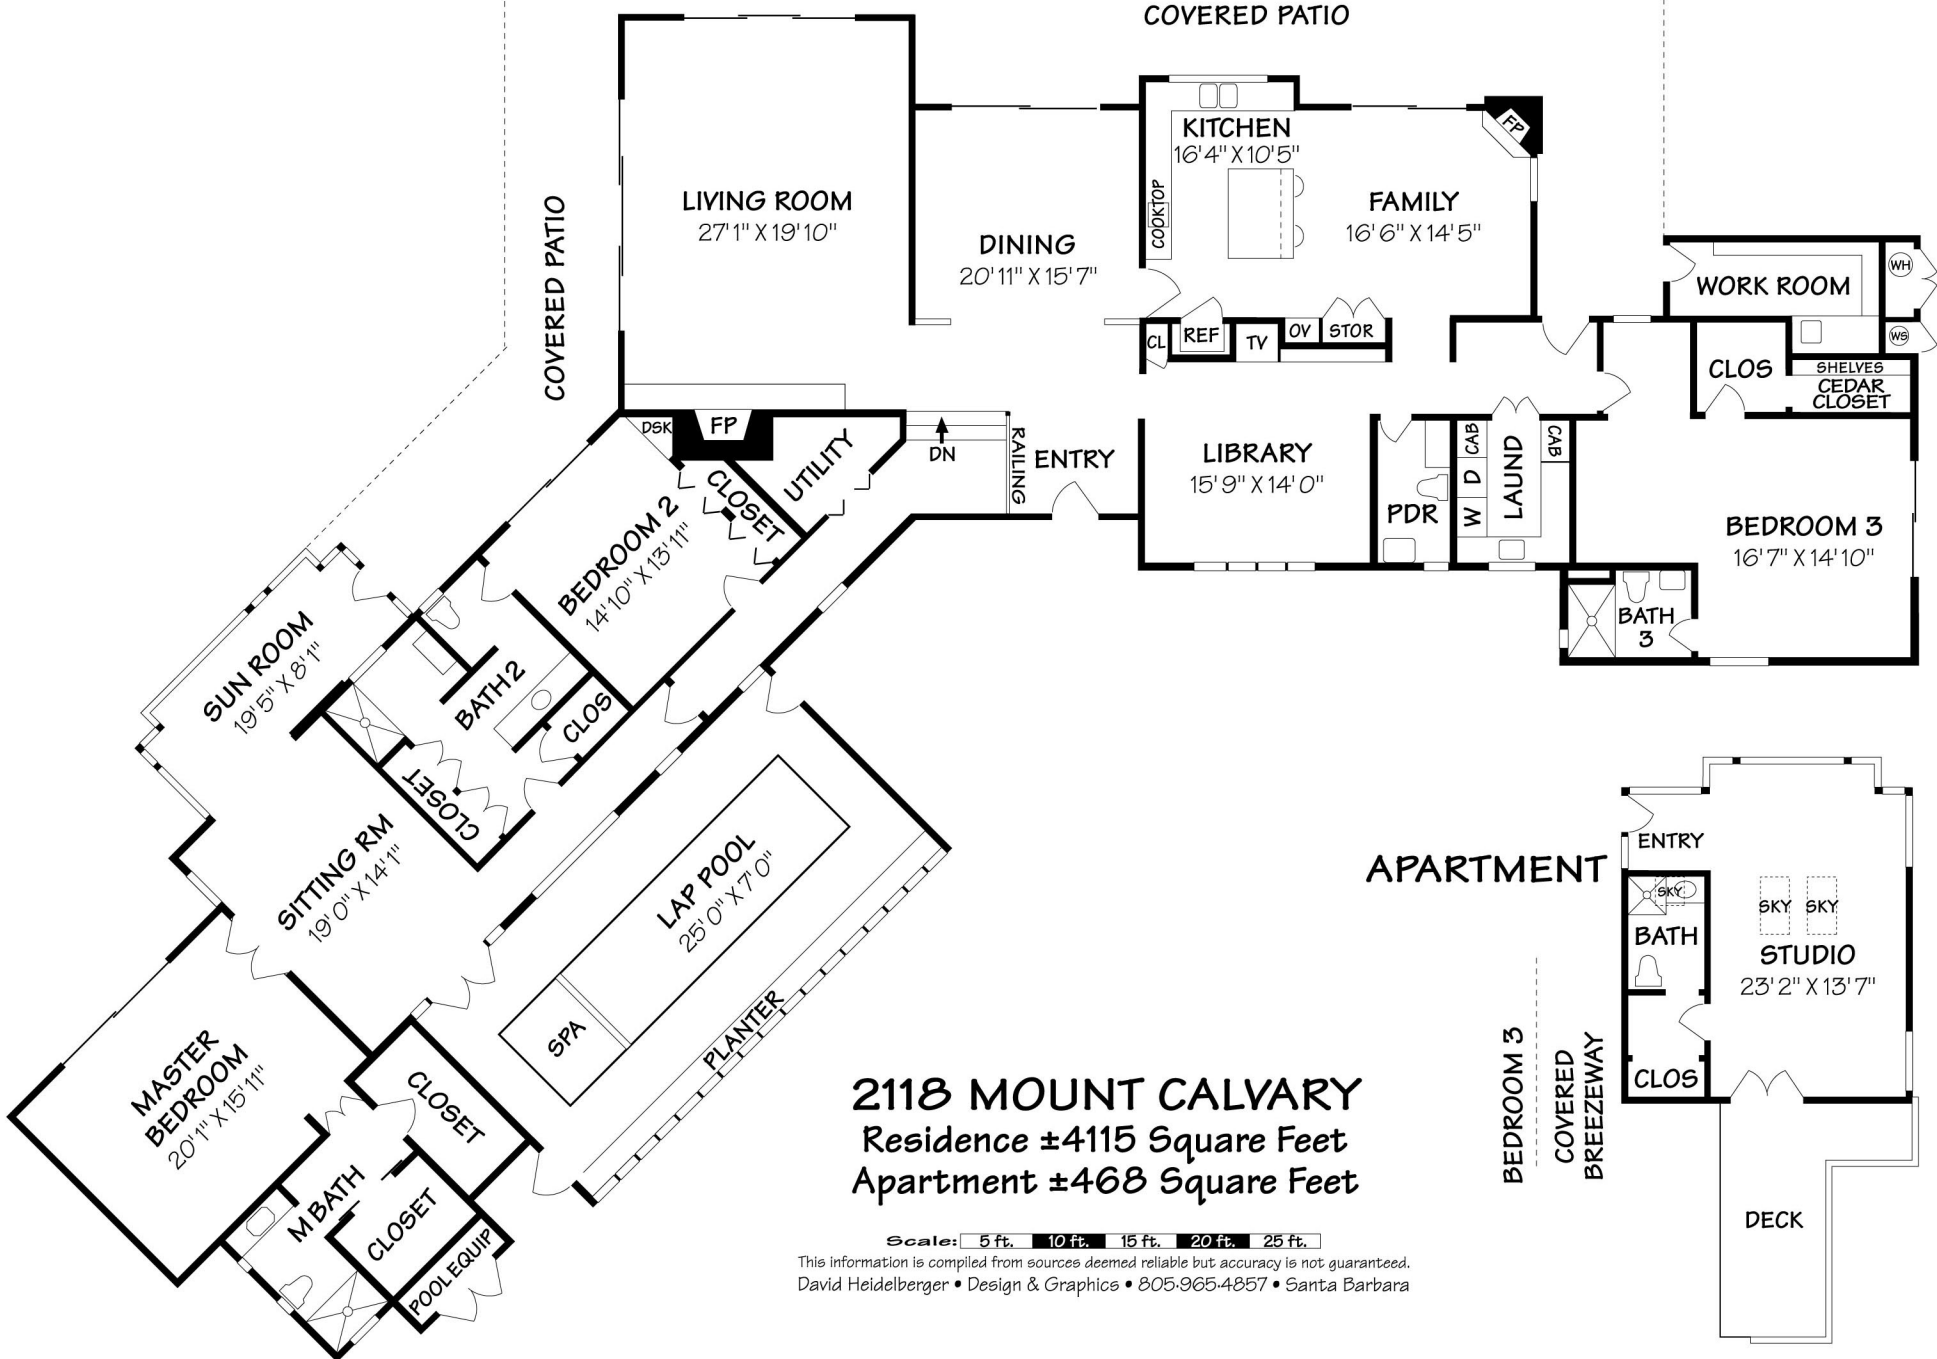 COVERED PATIO
COVERED PATIO
LIVING ROOM
27'1" X 19'10"
DINING
20'11" X 15'7"
KITCHEN
16'4" X 10'5"
COOKTOP
FAMILY
16'6" X 14'5"
FP
REF
CL
TV
OV
STOR
WORK ROOM
WH
WS
CLOS
SHELVES
CEDAR
CLOSET
DSK
FP
UTILITY
DN
RAILING
ENTRY
LIBRARY
15'9" X 14'0"
PDR
CAB
D
W
LAUND
CAB
BEDROOM 3
16'7" X 14'10"
BATH
3
CLOSET
BEDROOM 2
14'10" X 13'11"
SUN ROOM
19'5" X 8'1"
BATH 2
CLOS
CLOSET
SITTING RM
19'0" X 14'1"
LAP POOL
25'0" X 7'0"
SPA
PLANTER
MASTER
BEDROOM
20'1" X 15'11"
CLOSET
M BATH
CLOSET
POOL EQUIP
APARTMENT
ENTRY
SKY
BATH
SKY
SKY
STUDIO
23'2" X 13'7"
CLOS
BEDROOM 3
COVERED
BREEZEWAY
DECK
2118 MOUNT CALVARY
Residence ±4115 Square Feet
Apartment ±468 Square Feet
Scale: 5 ft. 10 ft. 15 ft. 20 ft. 25 ft.
This information is compiled from sources deemed reliable but accuracy is not guaranteed.
David Heidelberger • Design & Graphics • 805•965•4857 • Santa Barbara